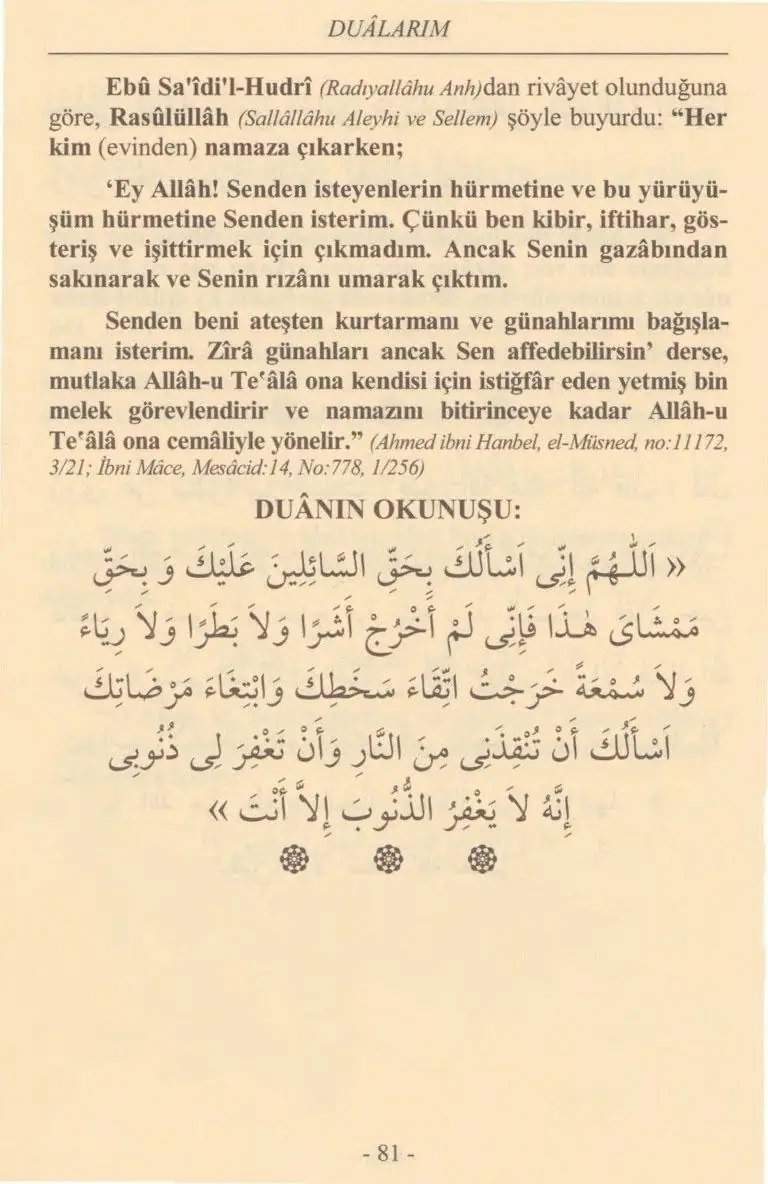 DUÂLARIM
Ebû Sa'îdi'l-Hudrî (Radıyallâhu Anh)dan rivâyet olunduğuna
göre, Rasûlüllâh (Sallâllâhu Aleyhi ve Sellem) şöyle buyurdu: “Her
kim (evinden) namaza çıkarken;
‘Ey Allâh! Senden isteyenlerin hürmetine ve bu yürüyü-
şüm hürmetine Senden isterim. Çünkü ben kibir, iftihar, gös-
teriş ve işittirmek için çıkmadım. Ancak Senin gazâbından
sakınarak ve Senin rızânı umarak çıktım.
Senden beni ateşten kurtarmanı ve günahlarımı bağışla-
manı isterim. Zîrâ günahları ancak Sen affedebilirsin’ derse,
mutlaka Allâh-u Te‘âlâ ona kendisi için istiğfâr eden yetmiş bin
melek görevlendirir ve namazını bitirinceye kadar Allâh-u
Te‘âlâ ona cemâliyle yönelir.” (Ahmed ibni Hanbel, el-Müsned, no:11172,
3/21; İbni Mâce, Mesâcid:14, No:778, 1/256)
DUÂNIN OKUNUŞU:
« اَللّٰهُمَّ إِنِّى اَسْأَلُكَ بِحَقِّ السَّائِلِينَ عَلَيْكَ وَ بِحَقِّ
مَمْشَاىَ هٰذَا فَإِنِّى لَمْ أَخْرُجْ أَشَرًا وَلاَ بَطَرًا وَلاَ رِيَاءً
وَلاَ سُمْعَةً خَرَجْتُ اتِّقَاءَ سَخَطِكَ وَابْتِغَاءَ مَرْضَاتِكَ
اَسْأَلُكَ أَنْ تُنْقِذَنِى مِنَ النَّارِ وَأَنْ تَغْفِرَ لِى ذُنُوبِى
إِنَّهُ لاَ يَغْفِرُ الذُّنُوبَ إِلاَّ أَنْتَ »
- 81 -